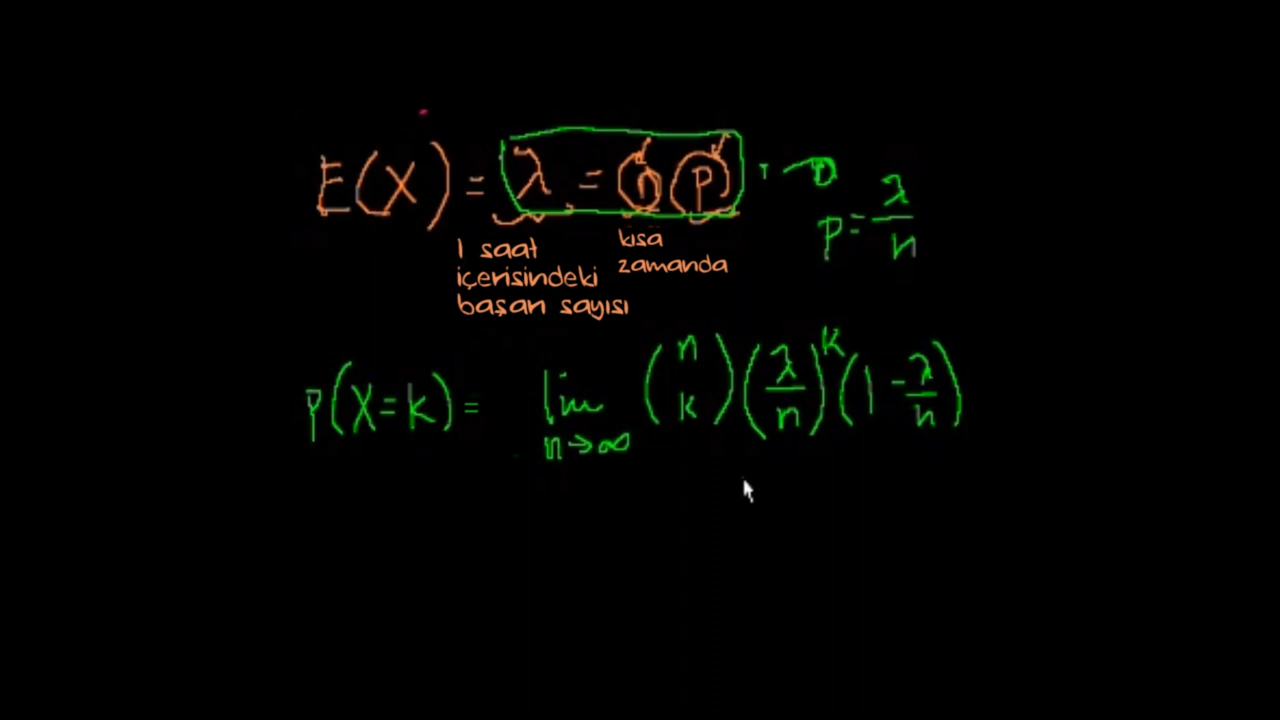 E(X) = λ = n p → p = λ/n
1 saat
içerisindeki
başarı sayısı
kısa
zamanda
P(X=k) = lim n→∞ (n k) (λ/n)^k (1 - λ/n)